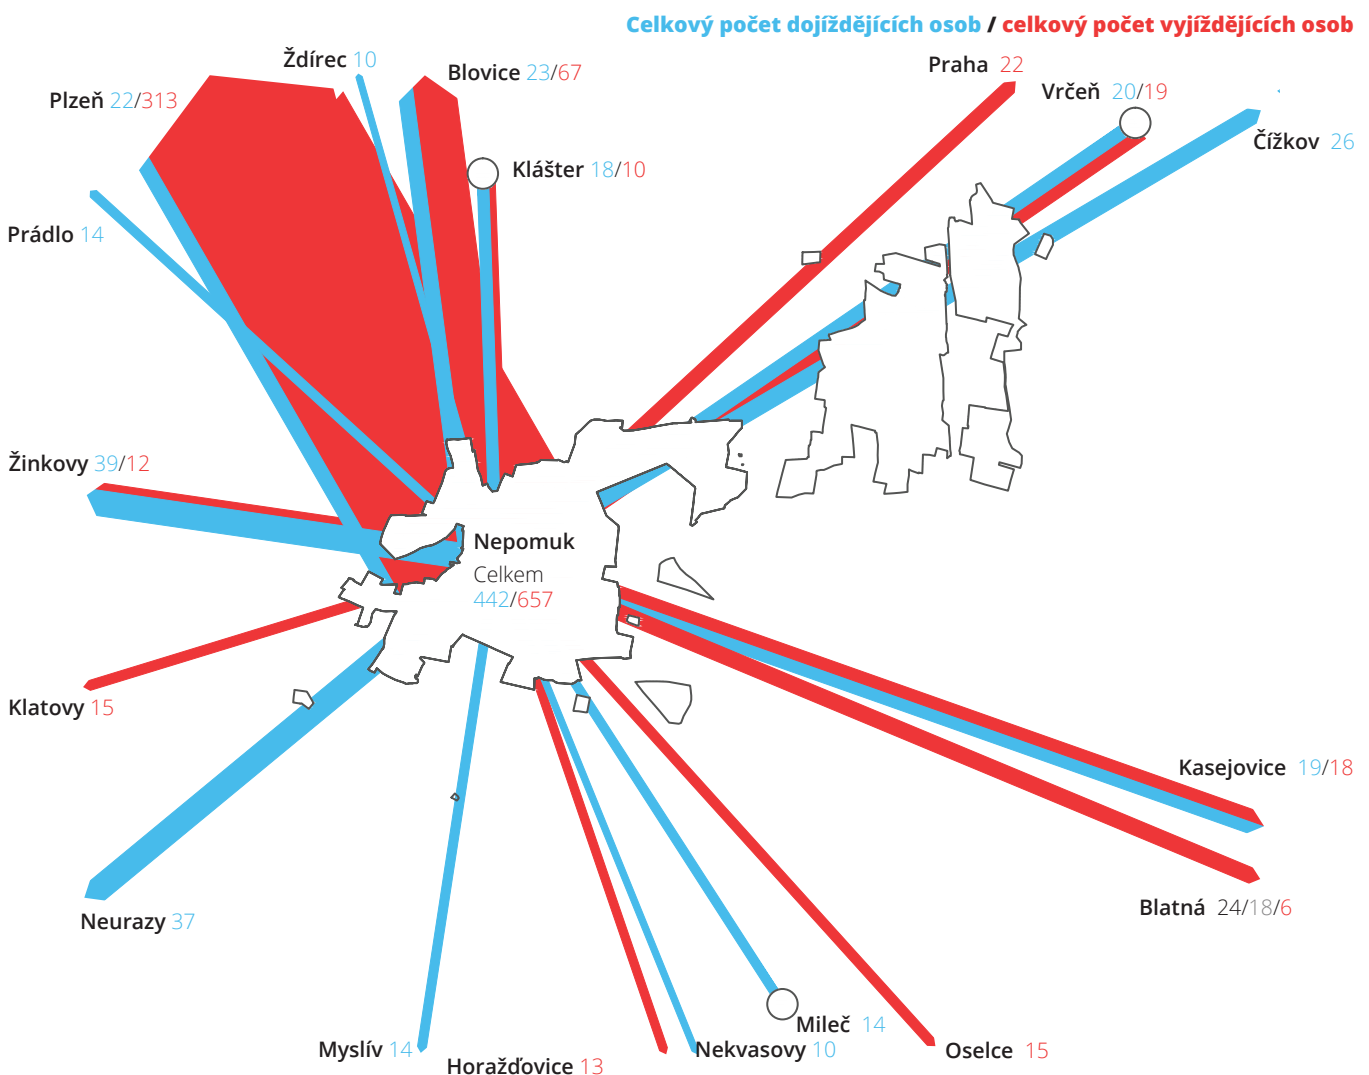 Celkový počet dojíždějících osob / celkový počet vyjíždějících osob
Ždírec 10
Blovice 23/67
Praha 22
Plzeň 22/313
Vrčeň 20/19
Čížkov 26
Klášter 18/10
Prádlo 14
Žinkovy 39/12
Nepomuk
Celkem
442/657
Klatovy 15
Kasejovice 19/18
Blatná 24/18/6
Neurazy 37
Mileč 14
Myslív 14
Nekvasovy 10
Oselce 15
Horažďovice 13